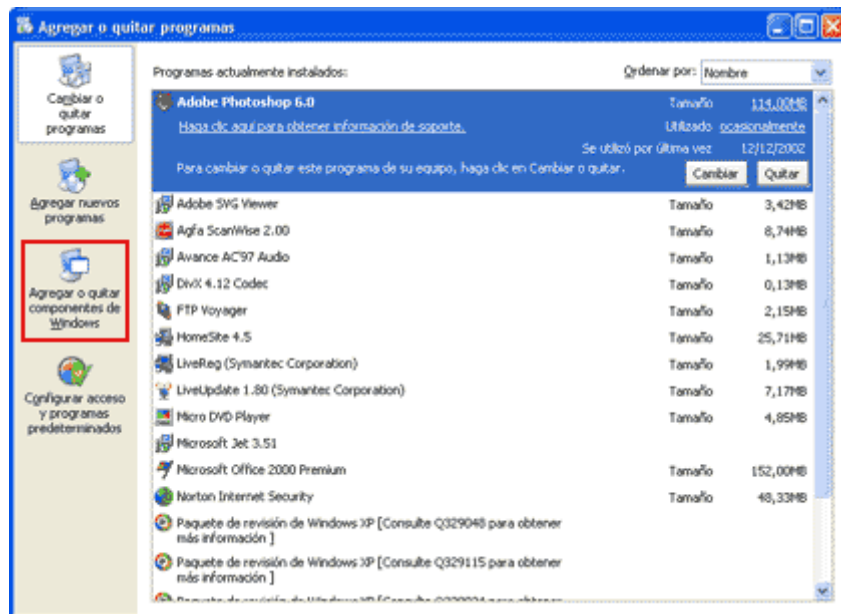 Agregar o quitar programas
Cambiar o
quitar
programas
Agregar nuevos
programas
Agregar o quitar
componentes de
Windows
Configurar acceso
y programas
predeterminados
Programas actualmente instalados:
Ordenar por: Nombre
Adobe Photoshop 6.0 Tamaño 114,00MB
Haga clic aquí para obtener información de soporte. Utilizado ocasionalmente
Se utilizó por última vez 12/12/2002
Para cambiar o quitar este programa de su equipo, haga clic en Cambiar o quitar. Cambiar Quitar
Adobe SVG Viewer Tamaño 3,42MB
Agfa ScanWise 2.00 Tamaño 8,74MB
Avance AC'97 Audio Tamaño 1,13MB
DivX 4.12 Codec Tamaño 0,13MB
FTP Voyager Tamaño 2,15MB
HomeSite 4.5 Tamaño 25,71MB
LiveReg (Symantec Corporation) Tamaño 1,99MB
LiveUpdate 1.80 (Symantec Corporation) Tamaño 7,17MB
Micro DVD Player Tamaño 4,85MB
Microsoft Jet 3.51
Microsoft Office 2000 Premium Tamaño 152,00MB
Norton Internet Security Tamaño 48,33MB
Paquete de revisión de Windows XP [Consulte Q329048 para obtener
más información ]
Paquete de revisión de Windows XP [Consulte Q329115 para obtener
más información ]